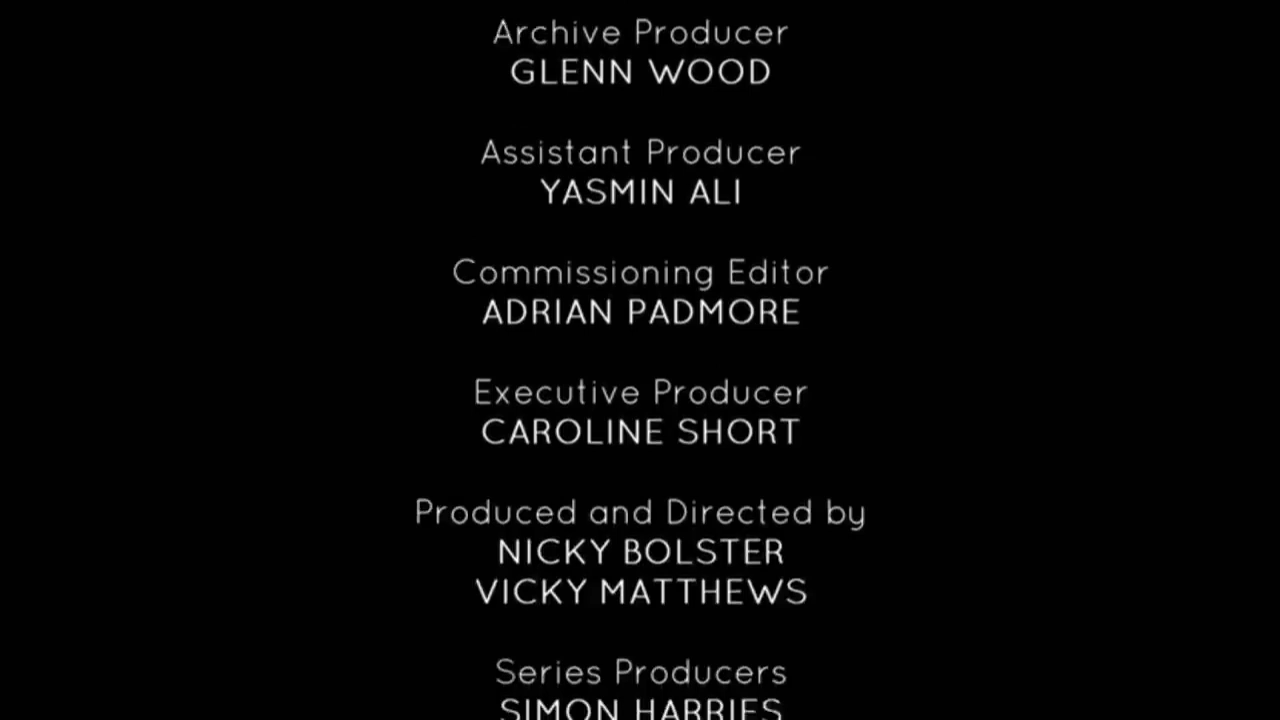 Archive Producer
GLENN WOOD
Assistant Producer
YASMIN ALI
Commissioning Editor
ADRIAN PADMORE
Executive Producer
CAROLINE SHORT
Produced and Directed by
NICKY BOLSTER
VICKY MATTHEWS
Series Producers
SIMON HARRIES